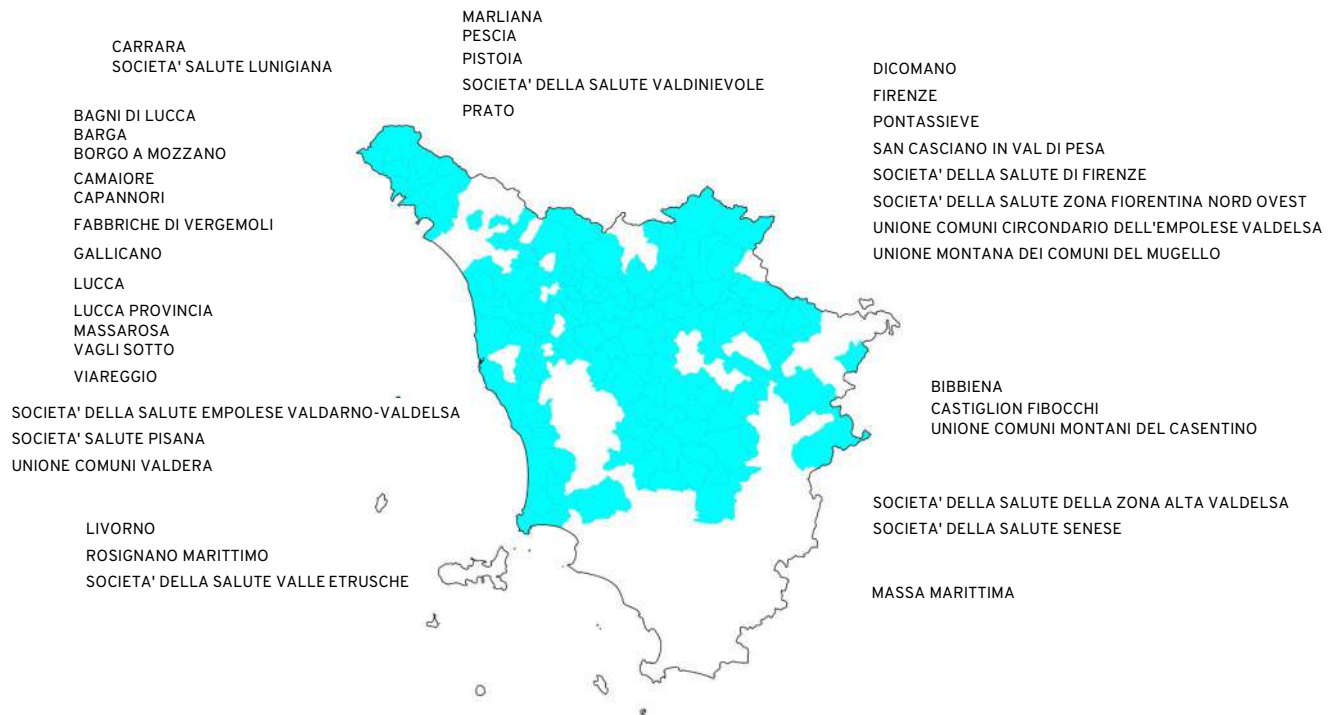 CARRARA
SOCIETA' SALUTE LUNIGIANA
MARLIANA
PESCIA
PISTOIA
SOCIETA' DELLA SALUTE VALDINIEVOLE
PRATO
DICOMANO
FIRENZE
PONTASSIEVE
SAN CASCIANO IN VAL DI PESA
SOCIETA' DELLA SALUTE DI FIRENZE
SOCIETA' DELLA SALUTE ZONA FIORENTINA NORD OVEST
UNIONE COMUNI CIRCONDARIO DELL'EMPOLESE VALDELSA
UNIONE MONTANA DEI COMUNI DEL MUGELLO
BAGNI DI LUCCA
BARGA
BORGO A MOZZANO
CAMAIORE
CAPANNORI
FABBRICHE DI VERGEMOLI
GALLICANO
LUCCA
LUCCA PROVINCIA
MASSAROSA
VAGLI SOTTO
VIAREGGIO
SOCIETA' DELLA SALUTE EMPOLESE VALDARNO-VALDELSA
SOCIETA' SALUTE PISANA
UNIONE COMUNI VALDERA
BIBBIENA
CASTIGLION FIBOCCHI
UNIONE COMUNI MONTANI DEL CASENTINO
LIVORNO
ROSIGNANO MARITTIMO
SOCIETA' DELLA SALUTE VALLE ETRUSCHE
SOCIETA' DELLA SALUTE DELLA ZONA ALTA VALDELSA
SOCIETA' DELLA SALUTE SENESE
MASSA MARITTIMA